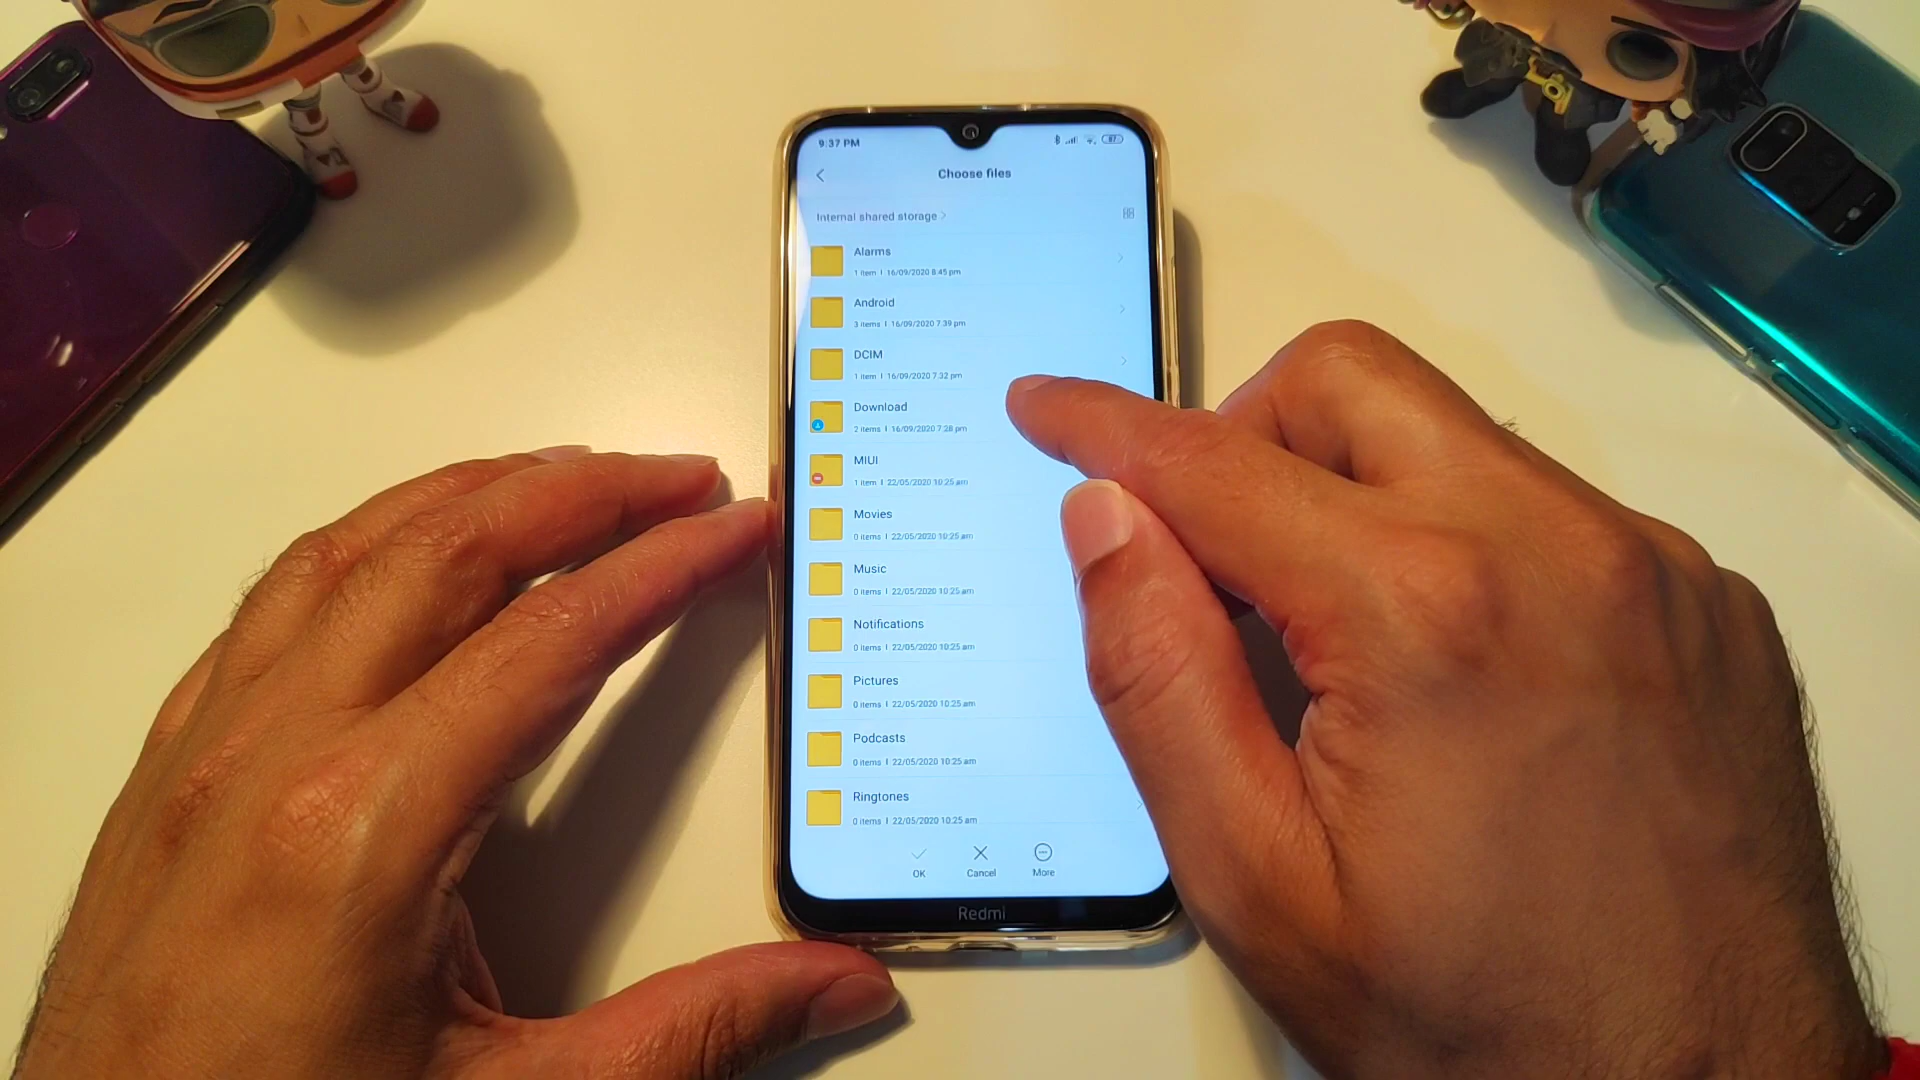 9:37 PM
87
Choose files
Internal shared storage >
Alarms
1 item | 16/09/2020 8:45 pm
Android
3 items | 16/09/2020 7:39 pm
DCIM
1 item | 16/09/2020 7:32 pm
Download
2 items | 16/09/2020 7:28 pm
MIUI
1 item | 22/05/2020 10:25 am
Movies
0 items | 22/05/2020 10:25 am
Music
0 items | 22/05/2020 10:25 am
Notifications
0 items | 22/05/2020 10:25 am
Pictures
0 items | 22/05/2020 10:25 am
Podcasts
0 items | 22/05/2020 10:25 am
Ringtones
0 items | 22/05/2020 10:25 am
OK
Cancel
More
Redmi